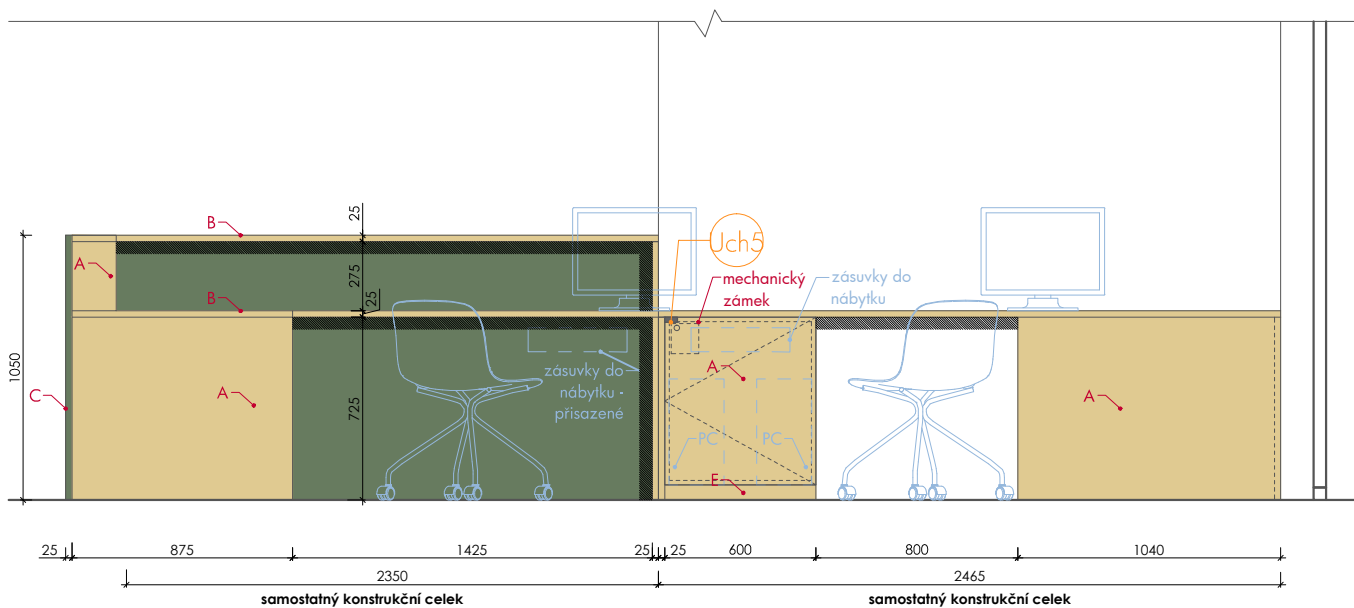 25
B
Uch5
A
275
mechanický
zámek
zásuvky do
nábytku
B
25
1050
A
zásuvky do
nábytku -
přisazené
C
A
725
A
PC
PC
E
25
875
1425
25
25
600
800
1040
2350
2465
samostatný konstrukční celek
samostatný konstrukční celek